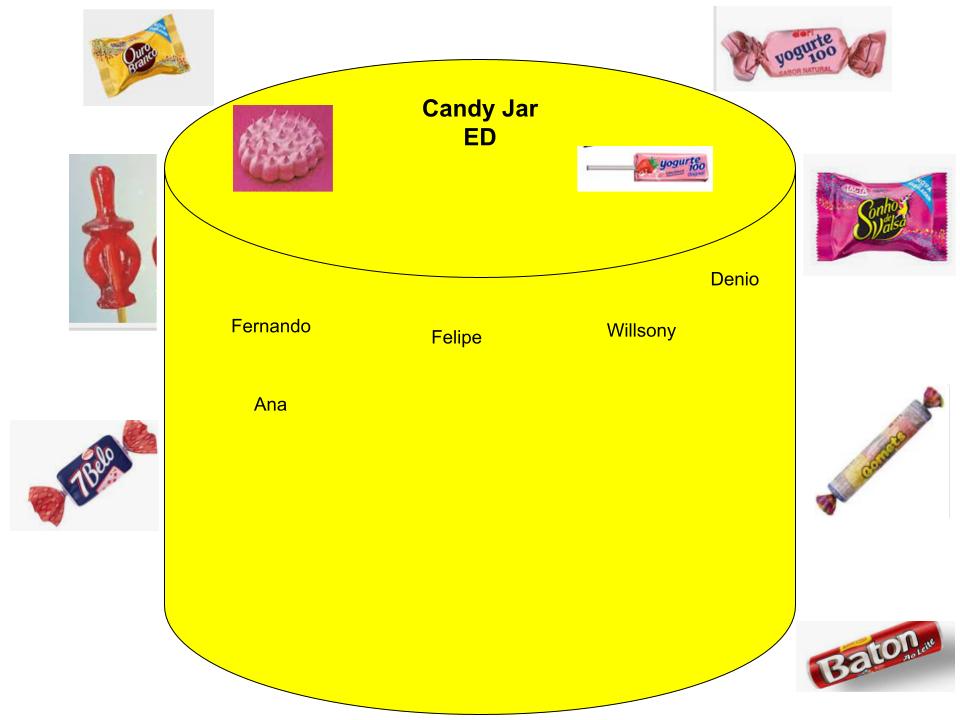 Ouro
Branco
dori
yogurte
100
SABOR NATURAL
Candy Jar
ED
yogurte
100
Sonho
de
Valsa
Denio
Fernando
Felipe
Willsony
Ana
7Belo
Gomets
Baton
Ao Leite